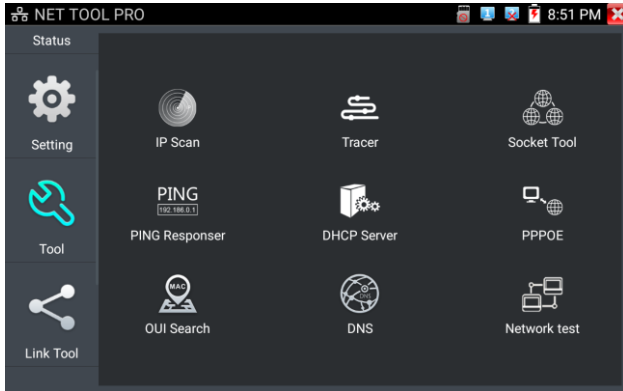 NET TOOL PRO
8:51 PM
Status
Setting
Tool
Link Tool
IP Scan
Tracer
Socket Tool
PING
192.186.0.1
PING Responser
DHCP Server
PPPOE
MAC
OUI Search
DNS
DNS
Network test